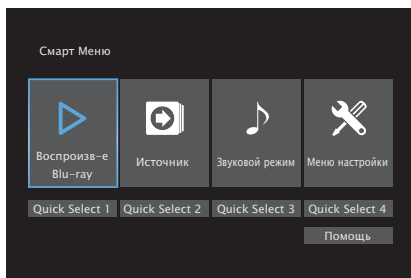 Смарт Меню
Воспроизв-е
Blu-ray
Источник
Звуковой режим
Меню настройки
Quick Select 1
Quick Select 2
Quick Select 3
Quick Select 4
Помощь